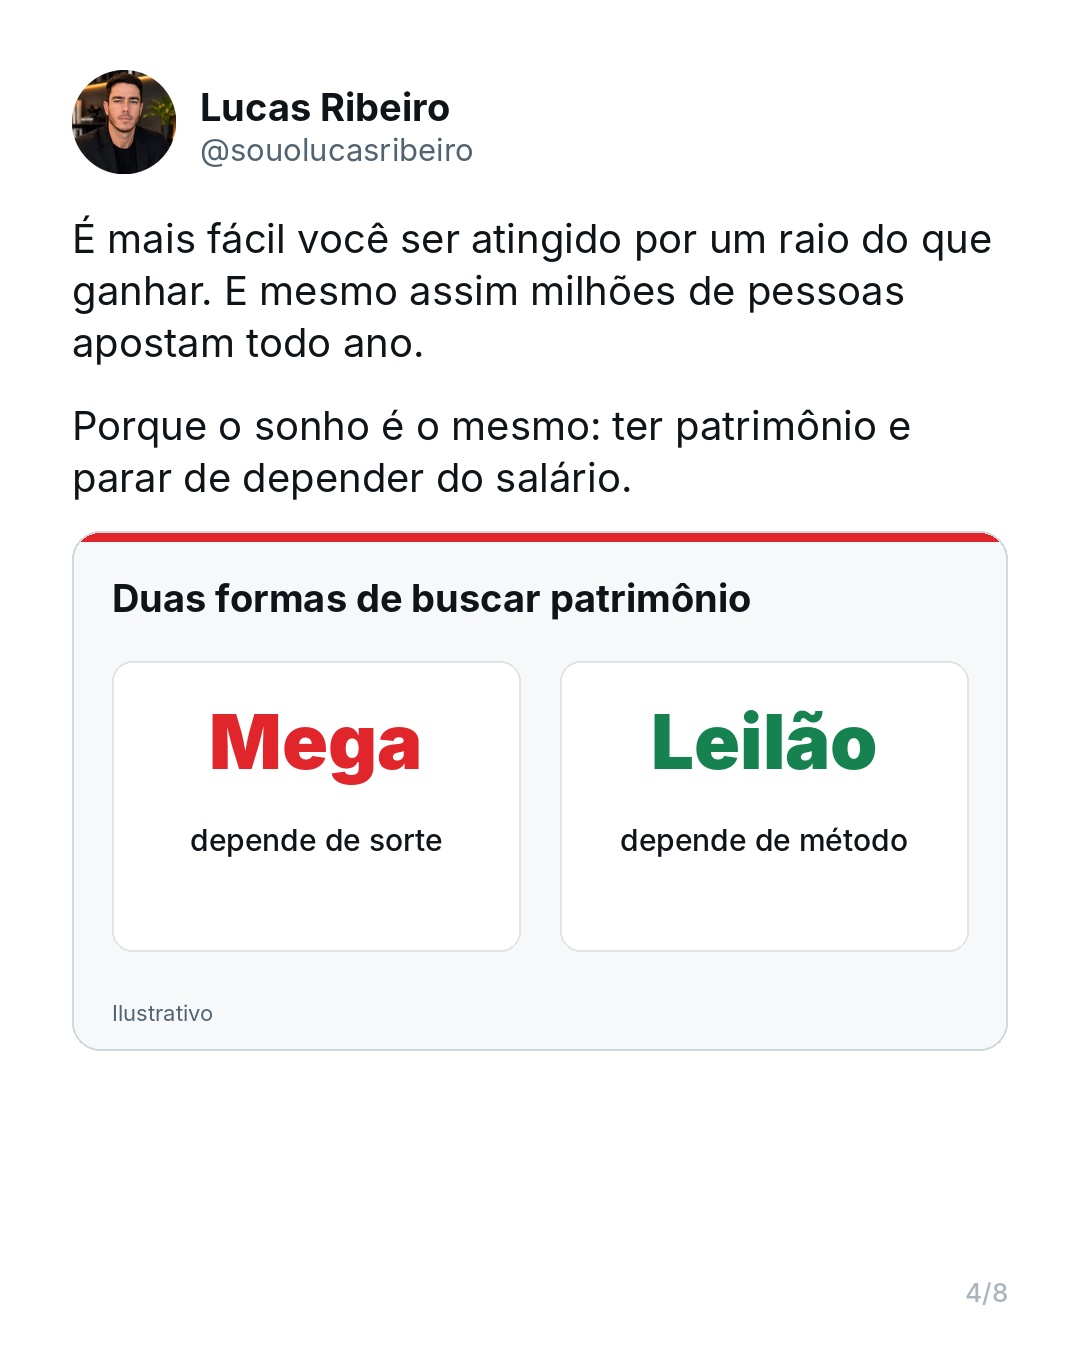 Lucas Ribeiro
@souolucasribeiro
É mais fácil você ser atingido por um raio do que
ganhar. E mesmo assim milhões de pessoas
apostam todo ano.
Porque o sonho é o mesmo: ter patrimônio e
parar de depender do salário.
Duas formas de buscar patrimônio
Mega
depende de sorte
Leilão
depende de método
Ilustrativo
4/8